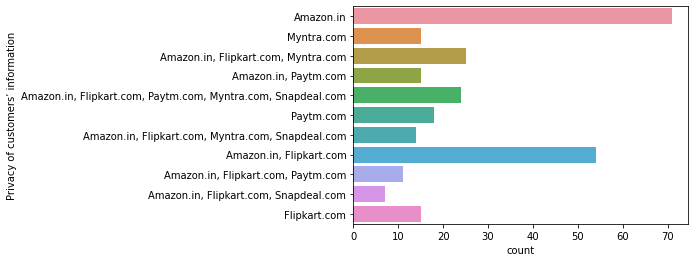 Privacy of customers' information
Amazon.in
Myntra.com
Amazon.in, Flipkart.com, Myntra.com
Amazon.in, Paytm.com
Amazon.in, Flipkart.com, Paytm.com, Myntra.com, Snapdeal.com
Paytm.com
Amazon.in, Flipkart.com, Myntra.com, Snapdeal.com
Amazon.in, Flipkart.com
Amazon.in, Flipkart.com, Paytm.com
Amazon.in, Flipkart.com, Snapdeal.com
Flipkart.com
0 10 20 30 40 50 60 70
count